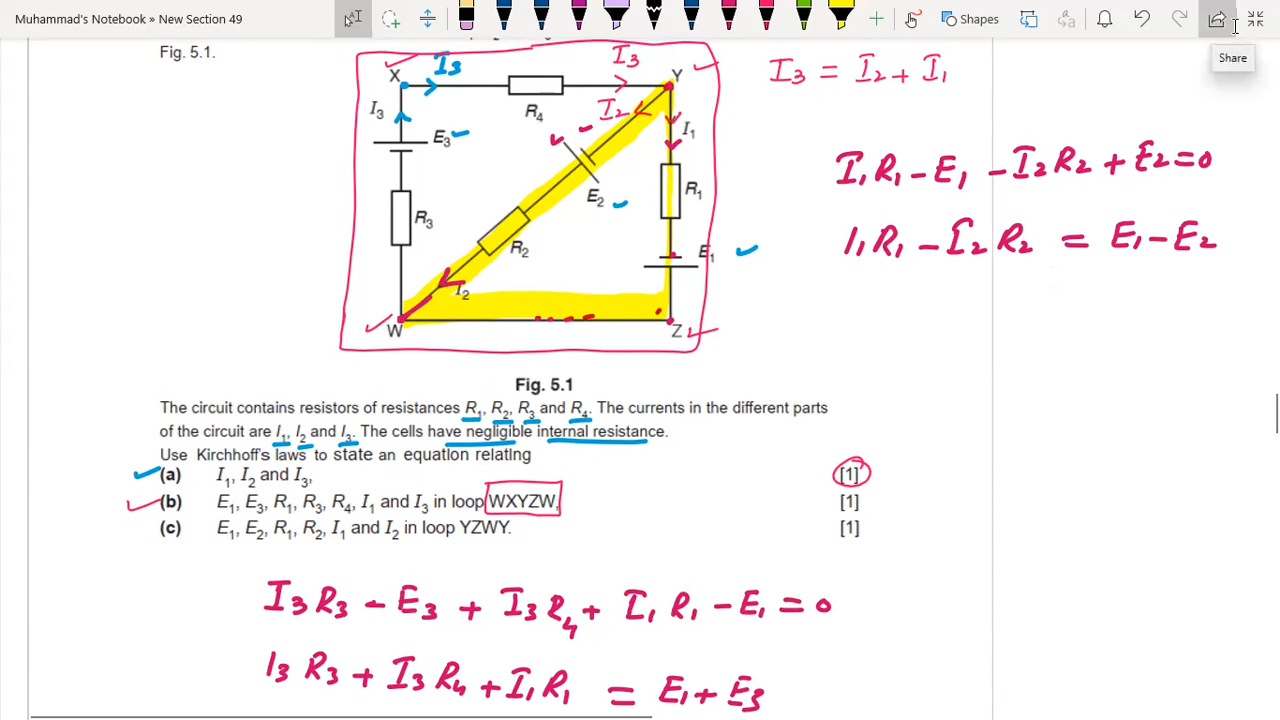 Muhammad's Notebook » New Section 49
Shapes
Share
Fig. 5.1.
X I3 I3 Y
I3 = I2 + I1
R4
I2
I3
I1
E3
E2
R1
I1R1 - E1 - I2R2 + E2 = 0
R3
R2
E1
I1R1 - I2R2 = E1 - E2
I2
W Z
Fig. 5.1
The circuit contains resistors of resistances R1, R2, R3 and R4. The currents in the different parts
of the circuit are I1, I2 and I3. The cells have negligible internal resistance.
Use Kirchhoff's laws to state an equation relating
(a) I1, I2 and I3, [1]
(b) E1, E3, R1, R3, R4, I1 and I3 in loop WXYZW, [1]
(c) E1, E2, R1, R2, I1 and I2 in loop YZWY. [1]
I3R3 - E3 + I3R4 + I1R1 - E1 = 0
I3R3 + I3R4 + I1R1 = E1 + E3